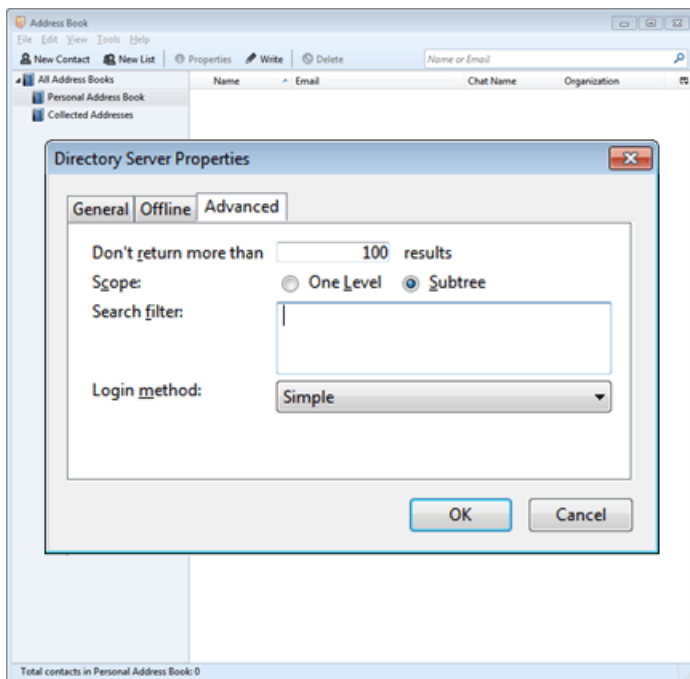 Address Book
File Edit View Tools Help
New Contact New List Properties Write Delete Name or Email
All Address Books Name Email Chat Name Organization
Personal Address Book
Collected Addresses
Directory Server Properties
General Offline Advanced
Don't return more than 100 results
Scope: One Level Subtree
Search filter:
Login method: Simple
OK Cancel
Total contacts in Personal Address Book: 0